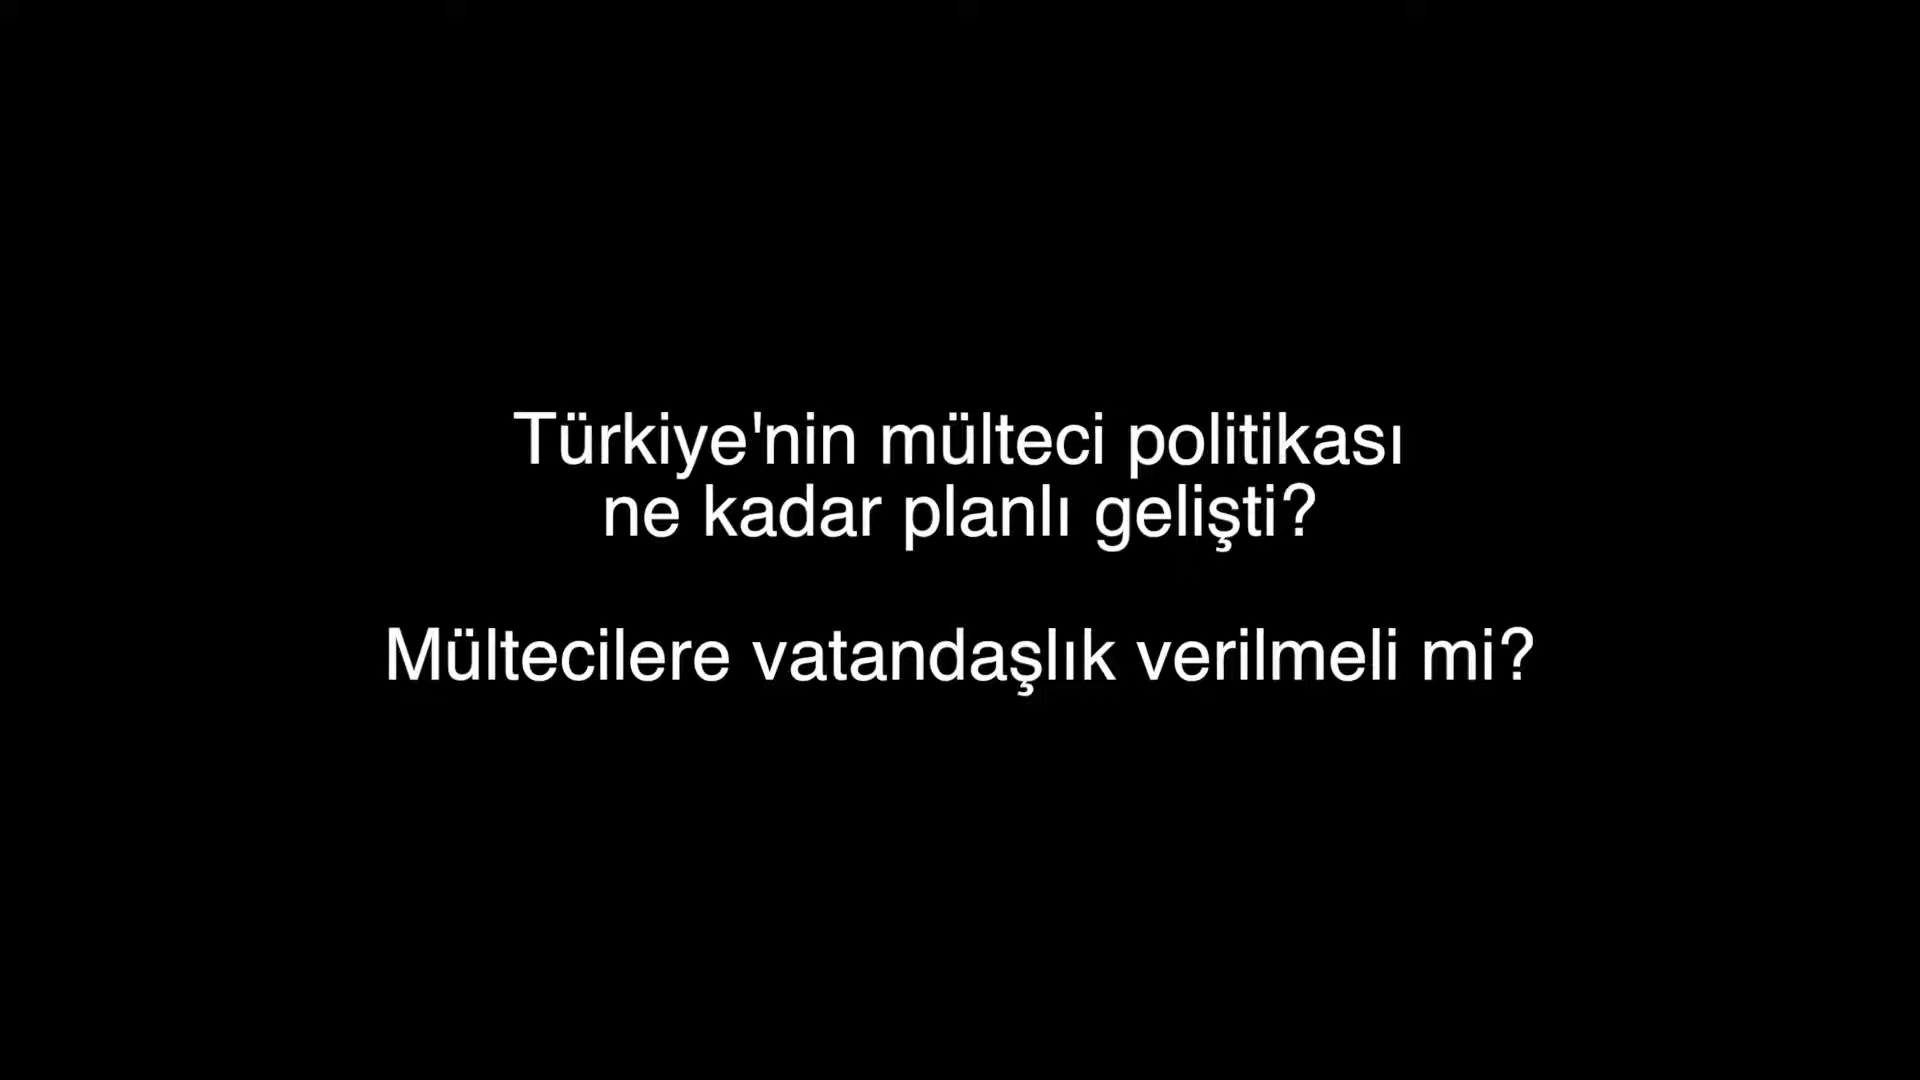 Türkiye'nin mülteci politikası
ne kadar planlı gelişti?
Mültecilere vatandaşlık verilmeli mi?